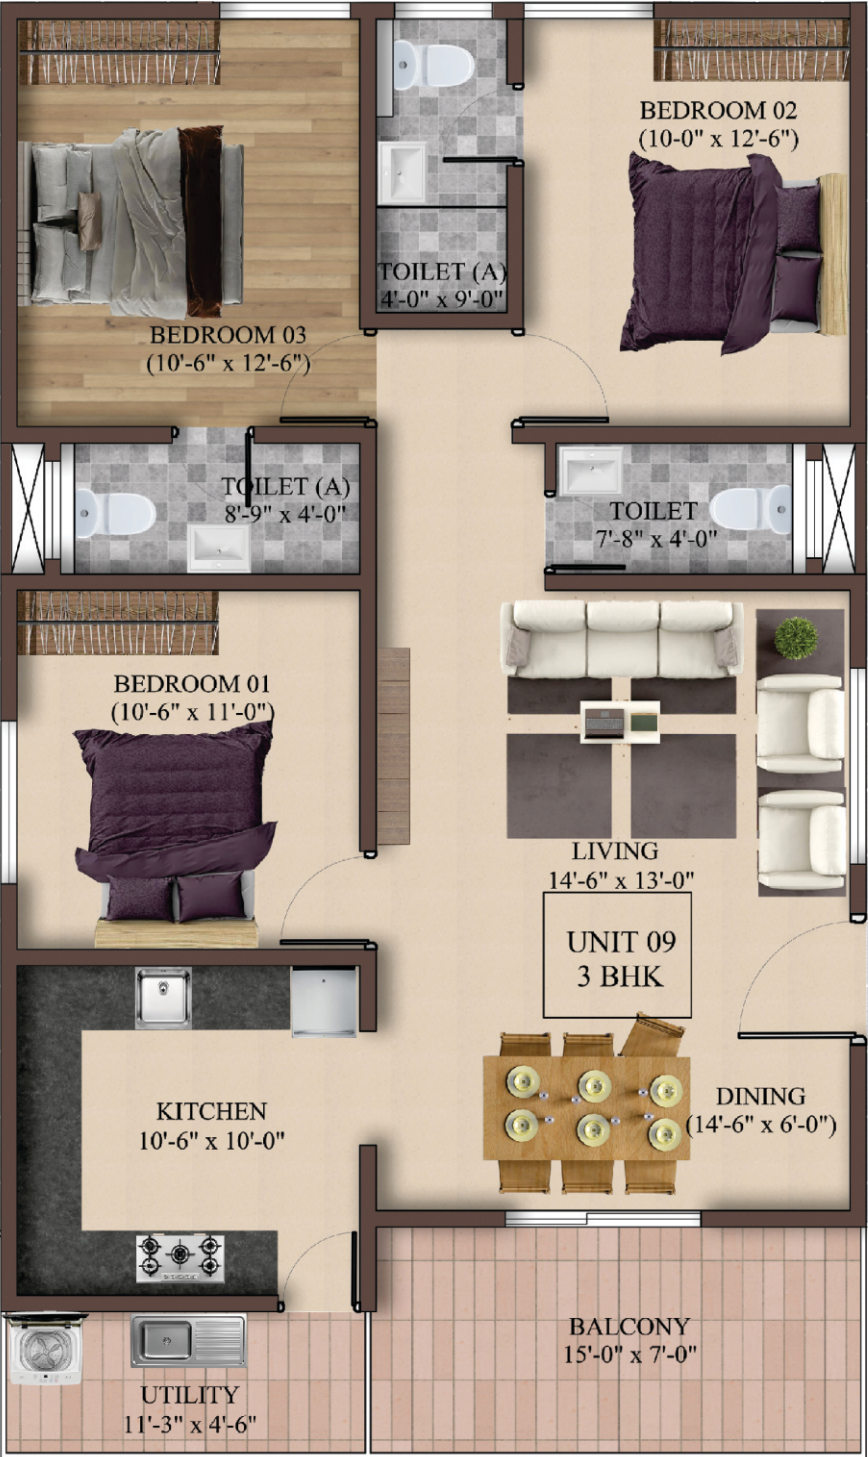 BEDROOM 02
(10-0" x 12'-6")
TOILET (A)
4'-0" x 9'-0"
BEDROOM 03
(10'-6" x 12'-6")
TOILET (A)
8'-9" x 4'-0"
TOILET
7'-8" x 4'-0"
BEDROOM 01
(10'-6" x 11'-0")
LIVING
14'-6" x 13'-0"
UNIT 09
3 BHK
KITCHEN
10'-6" x 10'-0"
DINING
(14'-6" x 6'-0")
BALCONY
15'-0" x 7'-0"
UTILITY
11'-3" x 4'-6"